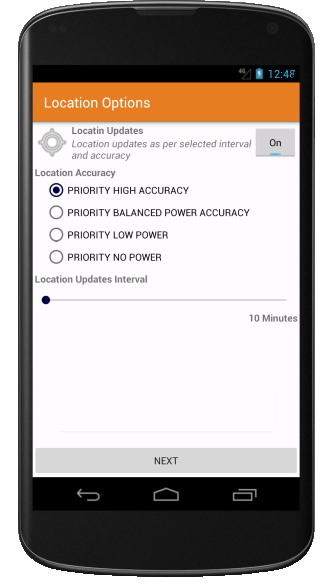 4G 12:48
Location Options
Locatin Updates
Location updates as per selected interval
and accuracy
On
Location Accuracy
PRIORITY HIGH ACCURACY
PRIORITY BALANCED POWER ACCURACY
PRIORITY LOW POWER
PRIORITY NO POWER
Location Updates Interval
10 Minutes
NEXT